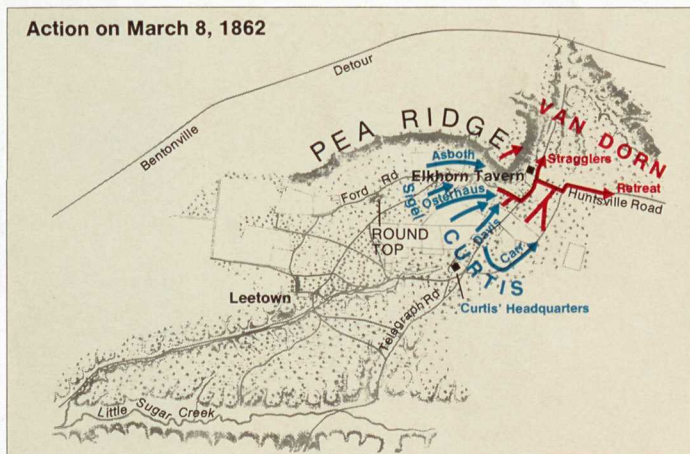 Action on March 8, 1862
Detour
Bentonville
PEA RIDGE
VAN DORN
Asboth
Stragglers
Elkhorn Tavern
Retreat
Ford Rd
Sigel
Osterhaus
Huntsville Road
ROUND
TOP
Davis
CURTIS
Carr
Leetown
Curtis' Headquarters
Telegraph Rd
Little Sugar Creek